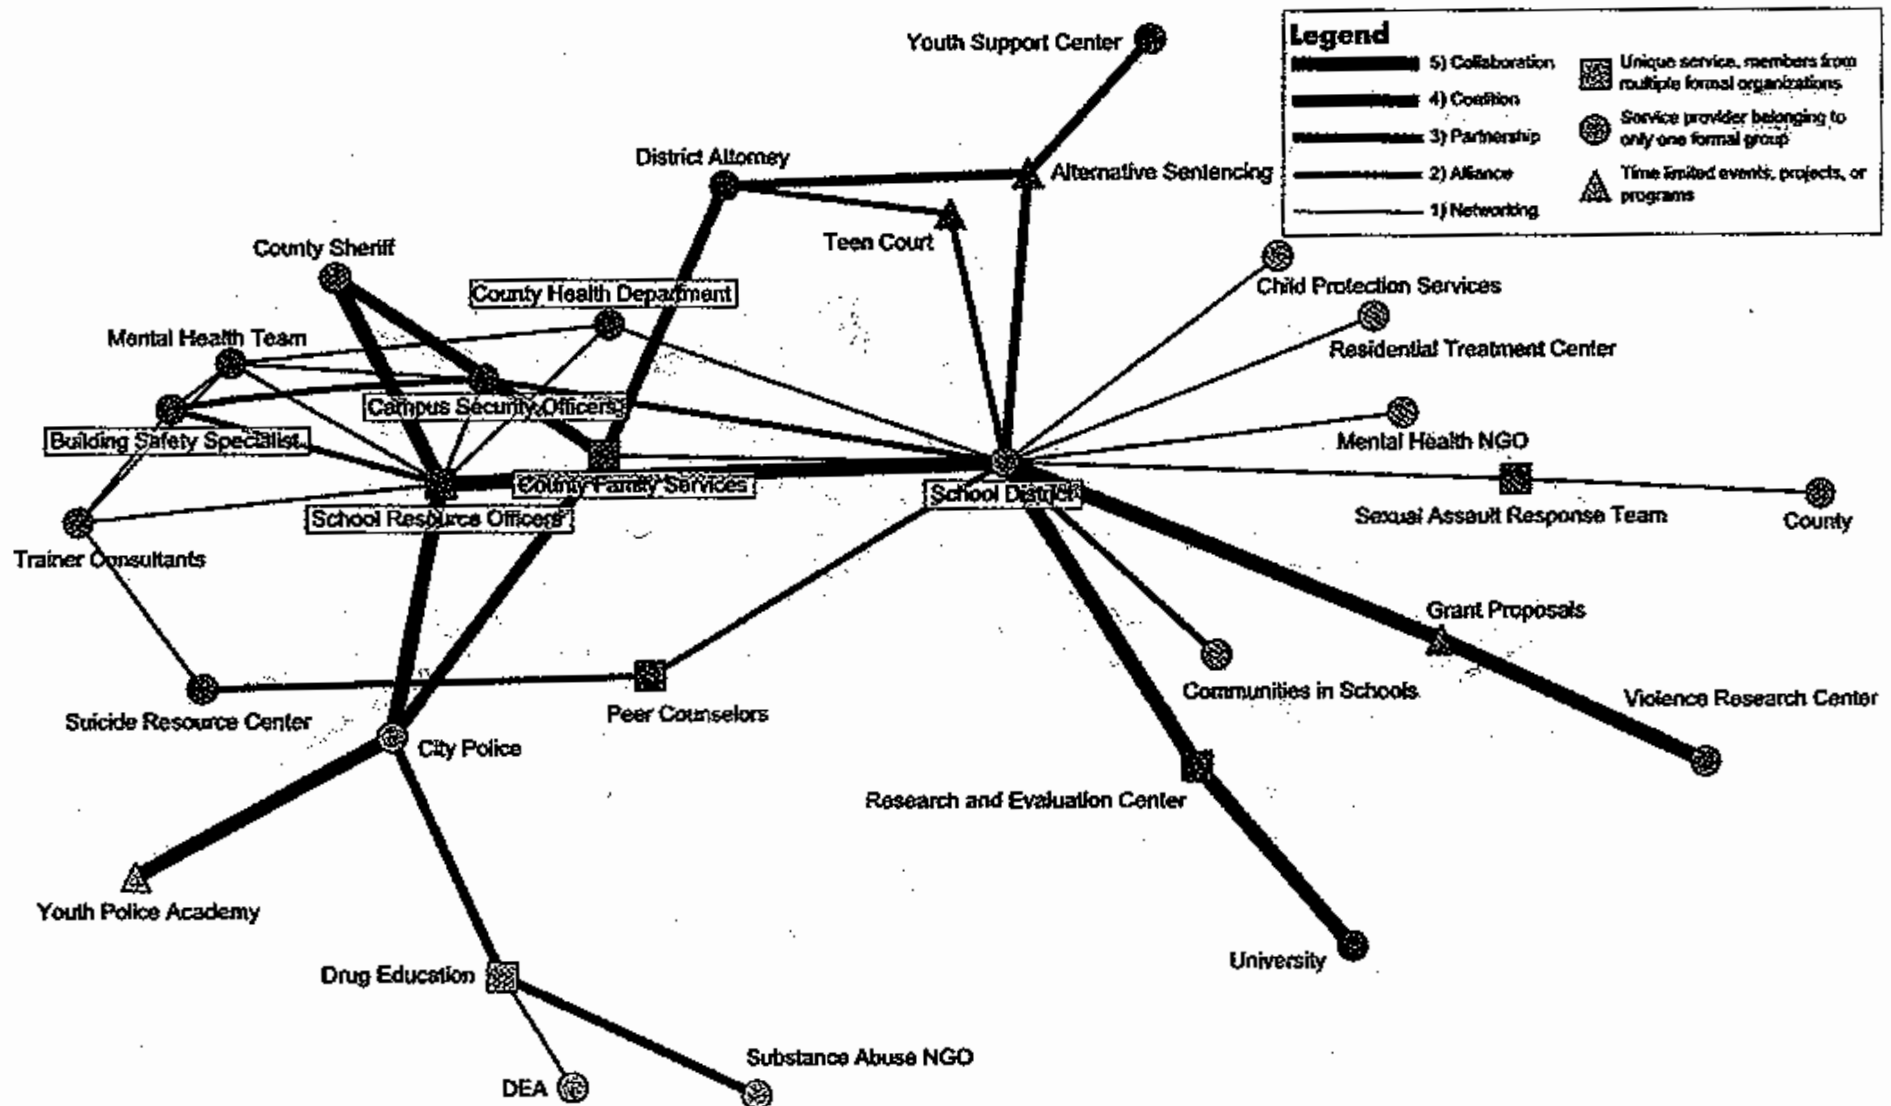 Youth Support Center
Legend
5) Collaboration
4) Coalition
3) Partnership
2) Alliance
1) Networking
Unique service, members from
multiple formal organizations
Service provider belonging to
only one formal group
Time limited events, projects, or
programs
District Attorney
Alternative Sentencing
Teen Court
County Sheriff
County Health Department
Child Protection Services
Mental Health Team
Residential Treatment Center
Campus Security Officers
Building Safety Specialist
Mental Health NGO
County Family Services
School District
School Resource Officers
Sexual Assault Response Team
County
Trainer Consultants
Grant Proposals
Communities in Schools
Violence Research Center
Suicide Resource Center
Peer Counselors
City Police
Research and Evaluation Center
Youth Police Academy
University
Drug Education
Substance Abuse NGO
DEA